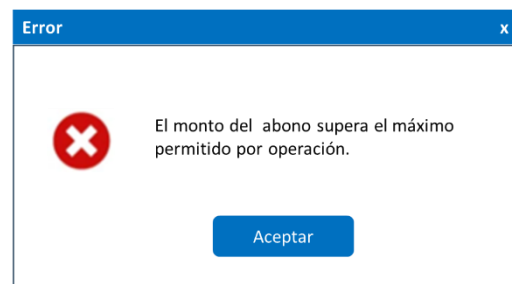 Error x
El monto del abono supera el máximo
permitido por operación.
Aceptar